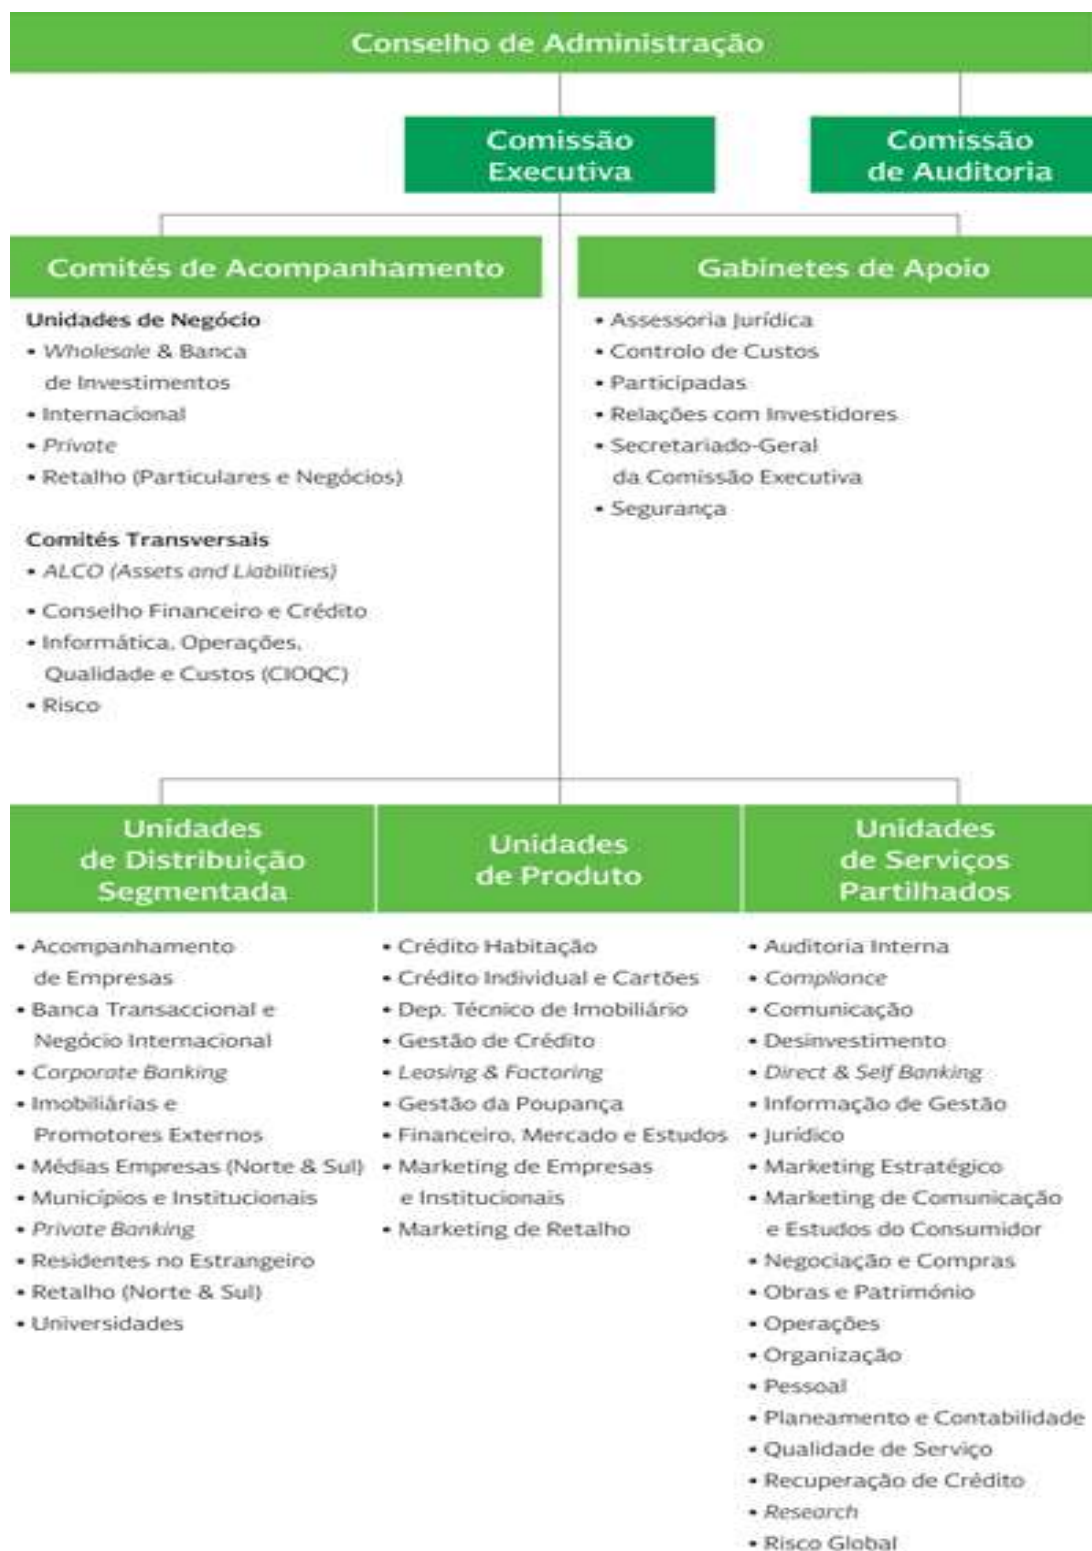 Conselho de Administração
Comissão
Executiva
Comissão
de Auditoria
Comités de Acompanhamento
Unidades de Negócio
• Wholesale & Banca
de Investimentos
• Internacional
• Private
• Retalho (Particulares e Negócios)
Comités Transversais
• ALCO (Assets and Liabilities)
• Conselho Financeiro e Crédito
• Informática, Operações,
Qualidade e Custos (CIOQC)
• Risco
Gabinetes de Apoio
• Assessoria Jurídica
• Controlo de Custos
• Participadas
• Relações com Investidores
• Secretariado-Geral
da Comissão Executiva
• Segurança
Unidades
de Distribuição
Segmentada
• Acompanhamento
de Empresas
• Banca Transaccional e
Negócio Internacional
• Corporate Banking
• Imobiliárias e
Promotores Externos
• Médias Empresas (Norte & Sul)
• Municípios e Institucionais
• Private Banking
• Residentes no Estrangeiro
• Retalho (Norte & Sul)
• Universidades
Unidades
de Produto
• Crédito Habitação
• Crédito Individual e Cartões
• Dep. Técnico de Imobiliário
• Gestão de Crédito
• Leasing & Factoring
• Gestão da Poupança
• Financeiro, Mercado e Estudos
• Marketing de Empresas
e Institucionais
• Marketing de Retalho
Unidades
de Serviços
Partilhados
• Auditoria Interna
• Compliance
• Comunicação
• Desinvestimento
• Direct & Self Banking
• Informação de Gestão
• Jurídico
• Marketing Estratégico
• Marketing de Comunicação
e Estudos do Consumidor
• Negociação e Compras
• Obras e Património
• Operações
• Organização
• Pessoal
• Planeamento e Contabilidade
• Qualidade de Serviço
• Recuperação de Crédito
• Research
• Risco Global